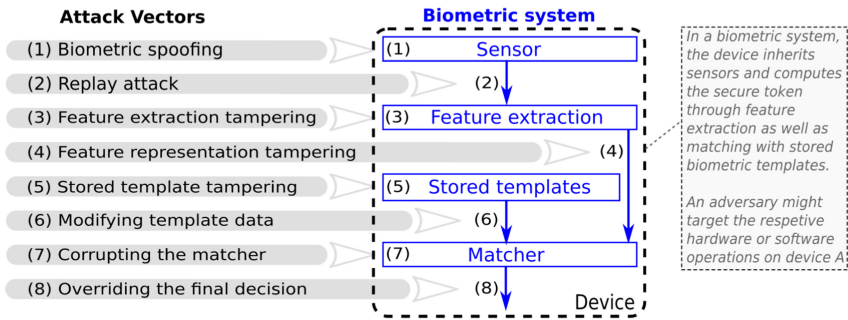 Attack Vectors
Biometric system
(1) Biometric spoofing
(1) Sensor
(2) Replay attack
(2)
(3) Feature extraction tampering
(3) Feature extraction
(4) Feature representation tampering
(4)
(5) Stored template tampering
(5) Stored templates
(6) Modifying template data
(6)
(7) Corrupting the matcher
(7) Matcher
(8) Overriding the final decision
(8)
Device
In a biometric system,
the device inherits
sensors and computes
the secure token
through feature
extraction as well as
matching with stored
biometric templates.
An adversary might
target the respetive
hardware or software
operations on device A